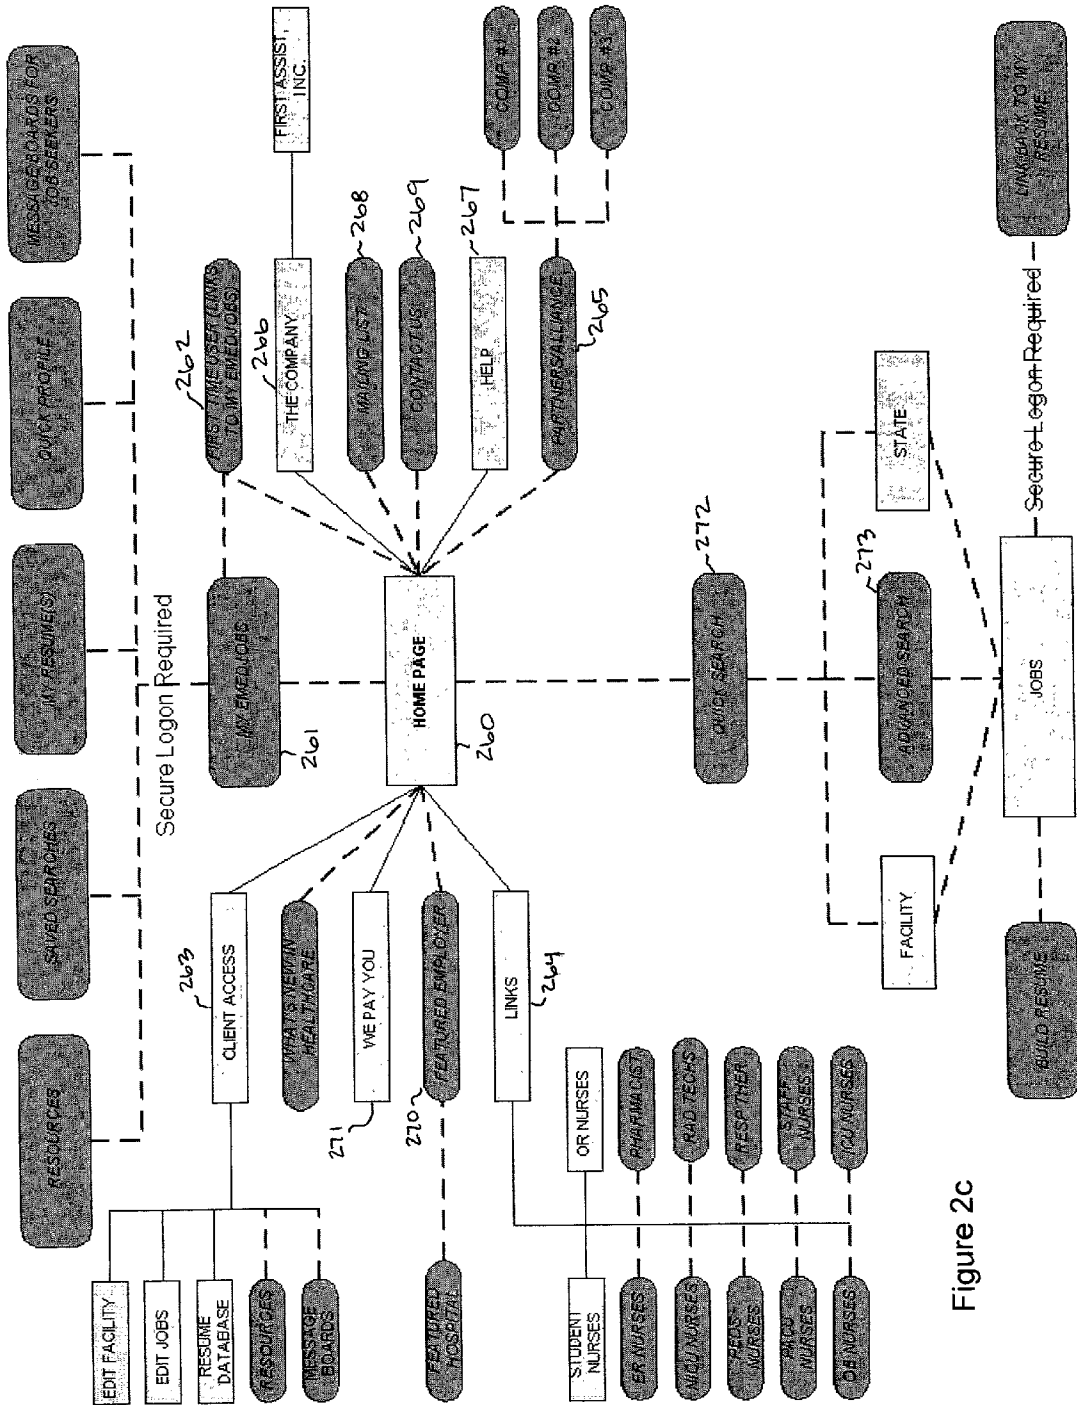 RESOURCES
SAVED SEARCHES
MY RESUME(S)
QUICK PROFILE
MESSAGE BOARDS FOR
JOB SEEKERS
Secure Logon Required
EDIT FACILITY
EDIT JOBS
RESUME
DATABASE
RESOURCES
MESSAGE
BOARDS
CLIENT ACCESS
263
WHAT'S NEW IN
HEALTHCARE
WE PAY YOU
271
FEATURED EMPLOYER
270
FEATURED
HOSPITAL
LINKS
264
MY EMEDJOBS
261
HOME PAGE
260
FIRST TIME USER (LINKS
TO MY EMEDJOBS)
262
THE COMPANY
266
FIRST ASSIST,
INC.
MAILING LIST
268
CONTACT US
269
HELP
267
PARTNERS/ALIANCE
265
COMP. #1
COMP. #2
COMP. #3
STUDENT
NURSES
OR NURSES
ER NURSES
PHARMACIST
NICU NURSES
RAD TECHS
PEDS-
NURSES
RESP THER
PACU
NURSES
STAFF
NURSES
OB NURSES
ICU NURSES
QUICK SEARCH
272
FACILITY
ADVANCED SEARCH
273
STATE
BUILD RESUME
JOBS
Secure Logon Required
LINK BACK TO MY
RESUME
Figure 2c